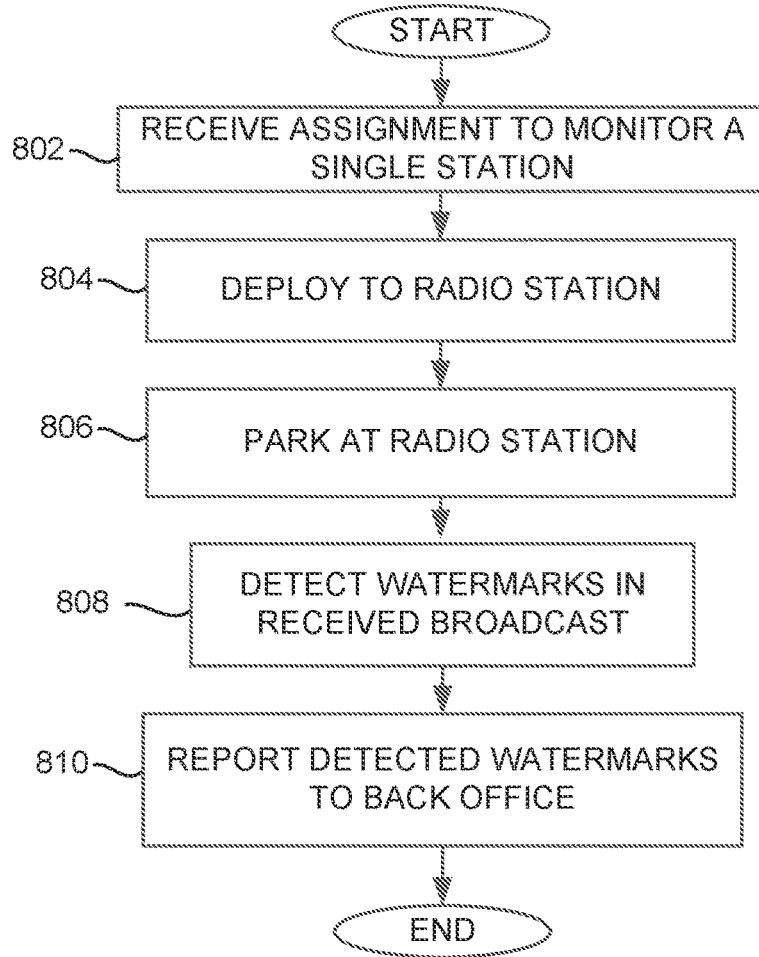 START
802
RECEIVE ASSIGNMENT TO MONITOR A
SINGLE STATION
804
DEPLOY TO RADIO STATION
806
PARK AT RADIO STATION
808
DETECT WATERMARKS IN
RECEIVED BROADCAST
810
REPORT DETECTED WATERMARKS
TO BACK OFFICE
END